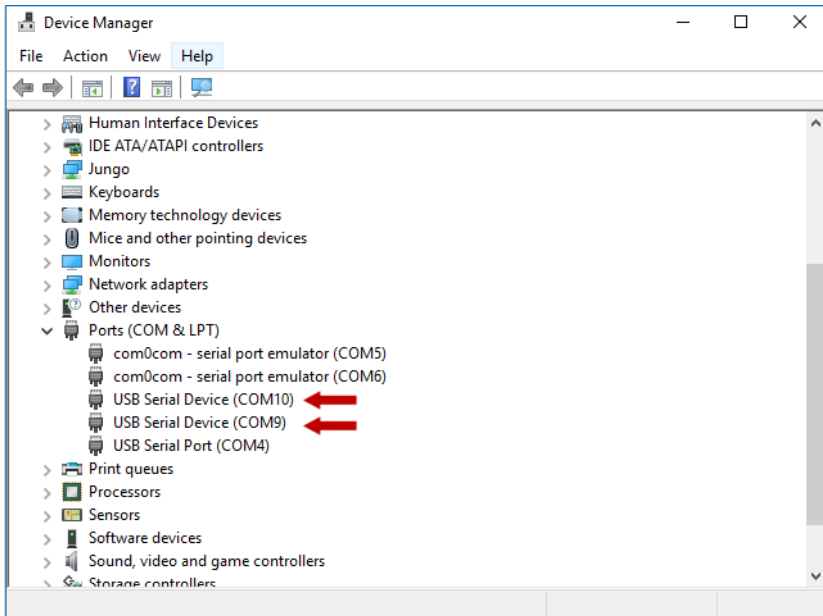 Device Manager
File Action View Help
Human Interface Devices
IDE ATA/ATAPI controllers
Jungo
Keyboards
Memory technology devices
Mice and other pointing devices
Monitors
Network adapters
Other devices
Ports (COM & LPT)
com0com - serial port emulator (COM5)
com0com - serial port emulator (COM6)
USB Serial Device (COM10)
USB Serial Device (COM9)
USB Serial Port (COM4)
Print queues
Processors
Sensors
Software devices
Sound, video and game controllers
Storage controllers